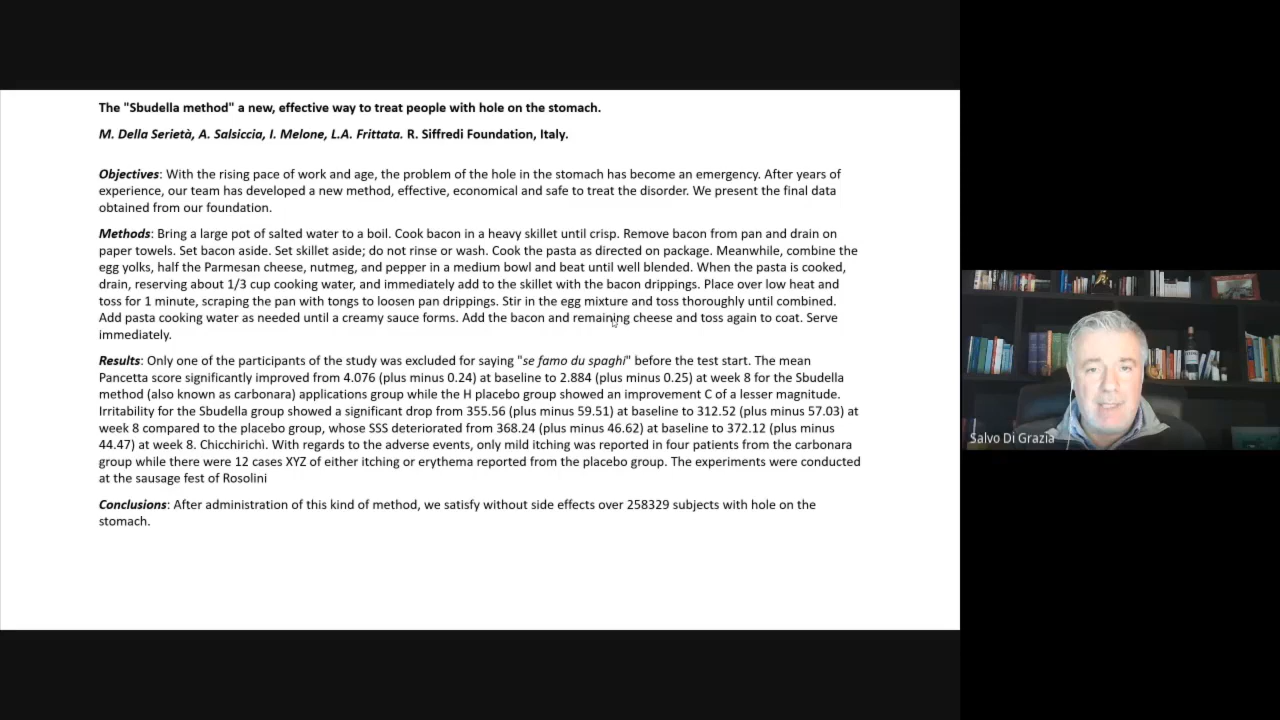 The "Sbudella method" a new, effective way to treat people with hole on the stomach.
M. Della Serietà, A. Salsiccia, I. Melone, L.A. Frittata. R. Siffredi Foundation, Italy.
Objectives: With the rising pace of work and age, the problem of the hole in the stomach has become an emergency. After years of
experience, our team has developed a new method, effective, economical and safe to treat the disorder. We present the final data
obtained from our foundation.
Methods: Bring a large pot of salted water to a boil. Cook bacon in a heavy skillet until crisp. Remove bacon from pan and drain on
paper towels. Set bacon aside. Set skillet aside; do not rinse or wash. Cook the pasta as directed on package. Meanwhile, combine the
egg yolks, half the Parmesan cheese, nutmeg, and pepper in a medium bowl and beat until well blended. When the pasta is cooked,
drain, reserving about 1/3 cup cooking water, and immediately add to the skillet with the bacon drippings. Place over low heat and
toss for 1 minute, scraping the pan with tongs to loosen pan drippings. Stir in the egg mixture and toss thoroughly until combined.
Add pasta cooking water as needed until a creamy sauce forms. Add the bacon and remaining cheese and toss again to coat. Serve
immediately.
Results: Only one of the participants of the study was excluded for saying "se famo du spaghi" before the test start. The mean
Pancetta score significantly improved from 4.076 (plus minus 0.24) at baseline to 2.884 (plus minus 0.25) at week 8 for the Sbudella
method (also known as carbonara) applications group while the H placebo group showed an improvement C of a lesser magnitude.
Irritability for the Sbudella group showed a significant drop from 355.56 (plus minus 59.51) at baseline to 312.52 (plus minus 57.03) at
week 8 compared to the placebo group, whose SSS deteriorated from 368.24 (plus minus 46.62) at baseline to 372.12 (plus minus
44.47) at week 8. Chicchirichì. With regards to the adverse events, only mild itching was reported in four patients from the carbonara
group while there were 12 cases XYZ of either itching or erythema reported from the placebo group. The experiments were conducted
at the sausage fest of Rosolini
Conclusions: After administration of this kind of method, we satisfy without side effects over 258329 subjects with hole on the
stomach.
Salvo Di Grazia